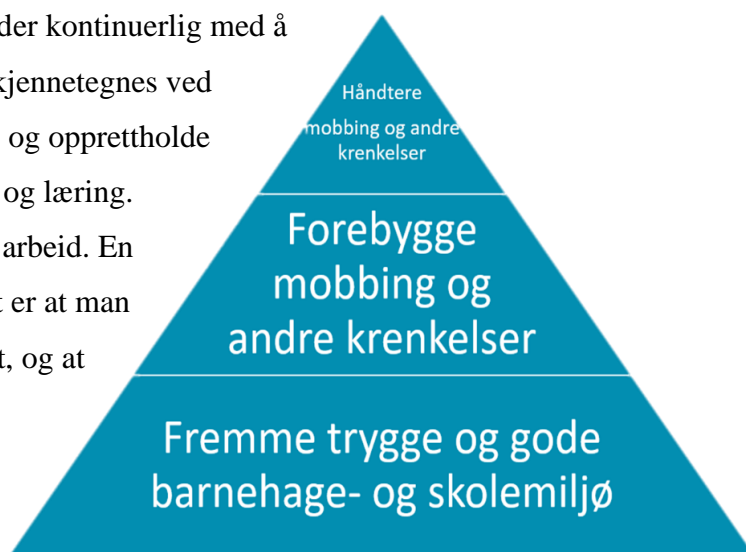 der kontinuerlig med å
kjennetegnes ved
og opprettholde
og læring.
arbeid. En
t er at man
t, og at
Håndtere
mobbing og andre
krenkelser
Forebygge
mobbing og
andre krenkelser
Fremme trygge og gode
barnehage- og skolemiljø